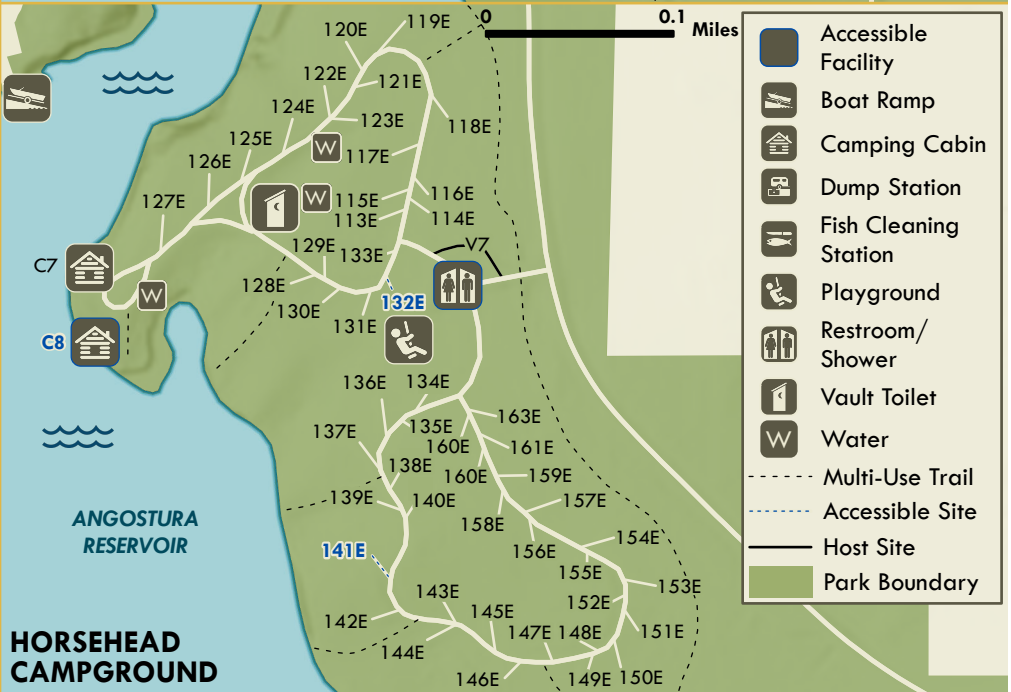 0
0.1
Miles
119E
120E
122E
121E
124E
123E
118E
125E
W
117E
126E
W
115E
116E
127E
113E
114E
129E
133E
V7
C7
128E
W
132E
130E
131E
C8
136E
134E
163E
137E
135E
160E
161E
138E
160E
159E
139E
140E
157E
158E
154E
156E
141E
155E
153E
143E
152E
142E
145E
147E
148E
151E
144E
146E
149E
150E
ANGOSTURA
RESERVOIR
HORSEHEAD
CAMPGROUND
Accessible
Facility
Boat Ramp
Camping Cabin
Dump Station
Fish Cleaning
Station
Playground
Restroom/
Shower
Vault Toilet
W
Water
Multi-Use Trail
Accessible Site
Host Site
Park Boundary